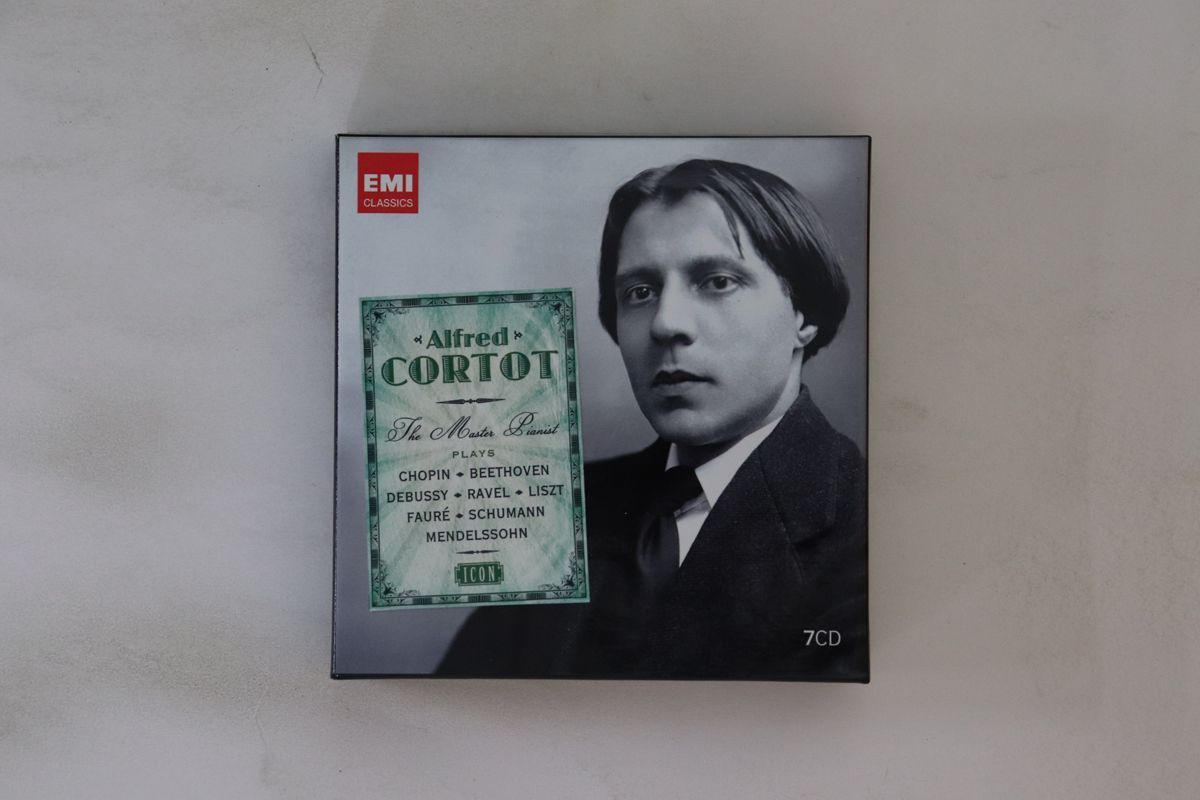 EMI
CLASSICS
Alfred
CORTOT
The Master Pianist
PLAYS
CHOPIN ◆ BEETHOVEN
DEBUSSY ◆ RAVEL ◆ LISZT
FAURÉ ◆ SCHUMANN
MENDELSSOHN
ICON
7CD